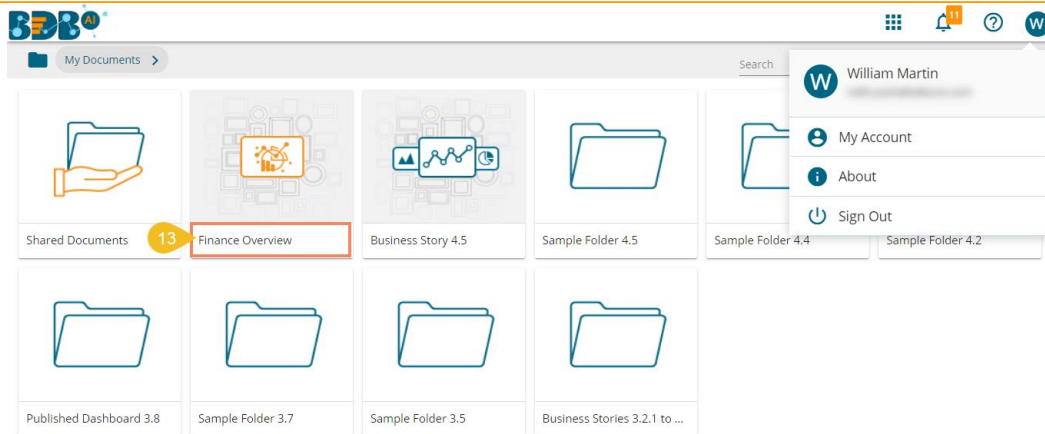 BDB AI
11
W
My Documents
Search
W
William Martin
My Account
About
Sign Out
Shared Documents
13
Finance Overview
Business Story 4.5
Sample Folder 4.5
Sample Folder 4.4
Sample Folder 4.2
Published Dashboard 3.8
Sample Folder 3.7
Sample Folder 3.5
Business Stories 3.2.1 to ...